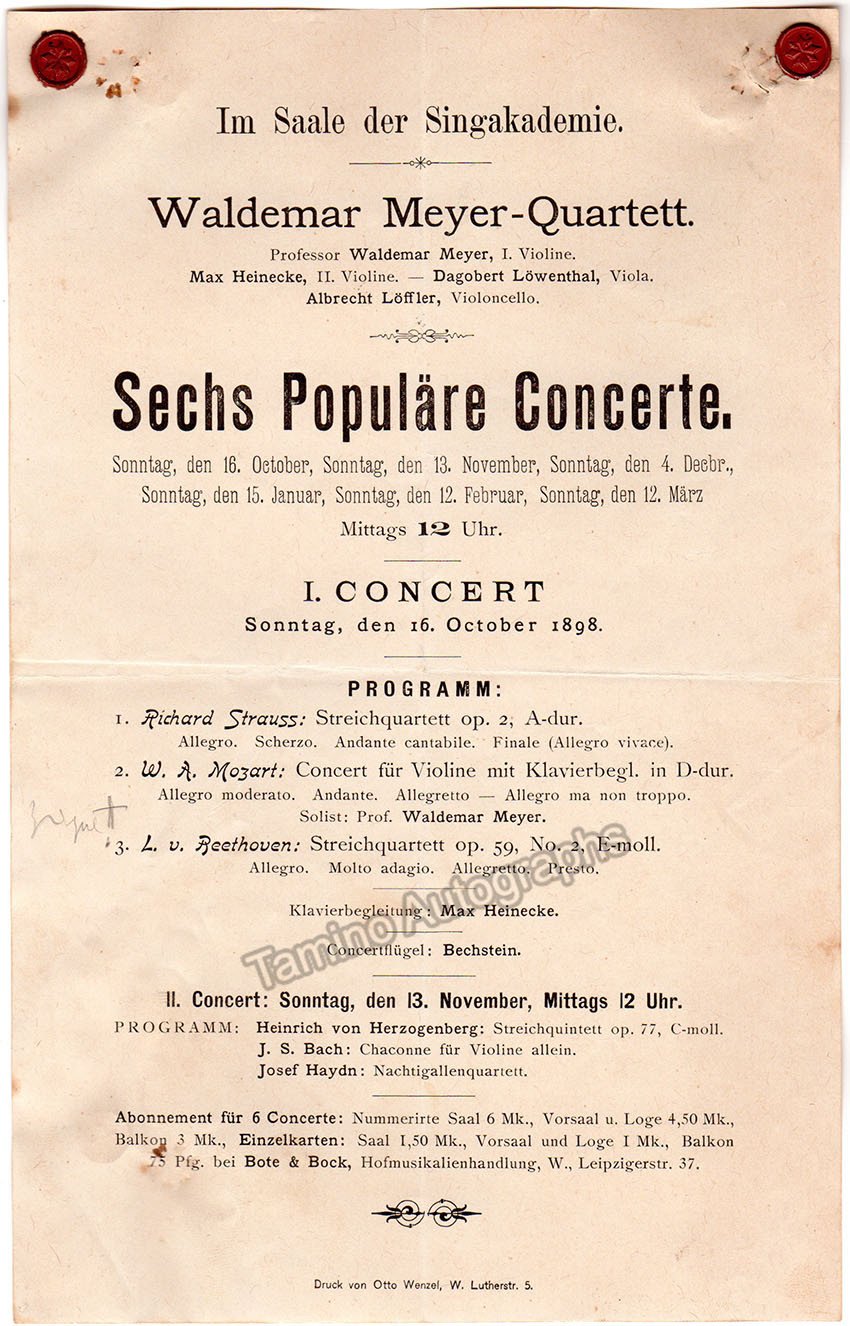 Im Saale der Singakademie.
Waldemar Meyer-Quartett.
Professor Waldemar Meyer, I. Violine.
Max Heinecke, II. Violine. — Dagobert Löwenthal, Viola.
Albrecht Löffler, Violoncello.
Sechs Populäre Concerte.
Sonntag, den 16. October, Sonntag, den 13. November, Sonntag, den 4. Decbr.,
Sonntag, den 15. Januar, Sonntag, den 12. Februar, Sonntag, den 12. März
Mittags 12 Uhr.
I. CONCERT
Sonntag, den 16. October 1898.
PROGRAMM:
1. Richard Strauss: Streichquartett op. 2, A-dur.
Allegro. Scherzo. Andante cantabile. Finale (Allegro vivace).
2. W. A. Mozart: Concert für Violine mit Klavierbegl. in D-dur.
Allegro moderato. Andante. Allegretto — Allegro ma non troppo.
Solist: Prof. Waldemar Meyer.
3. L. v. Beethoven: Streichquartett op. 59, No. 2, E-moll.
Allegro. Molto adagio. Allegretto. Presto.
Klavierbegleitung: Max Heinecke.
Concertflügel: Bechstein.
Tamino Autographs
II. Concert: Sonntag, den 13. November, Mittags 12 Uhr.
PROGRAMM: Heinrich von Herzogenberg: Streichquintett op. 77, C-moll.
J. S. Bach: Chaconne für Violine allein.
Josef Haydn: Nachtigallenquartett.
Abonnement für 6 Concerte: Nummerirte Saal 6 Mk., Vorsaal u. Loge 4,50 Mk.,
Balkon 3 Mk., Einzelkarten: Saal 1,50 Mk., Vorsaal und Loge 1 Mk., Balkon
75 Pfg. bei Bote & Bock, Hofmusikalienhandlung, W., Leipzigerstr. 37.
Druck von Otto Wenzel, W. Lutherstr. 5.